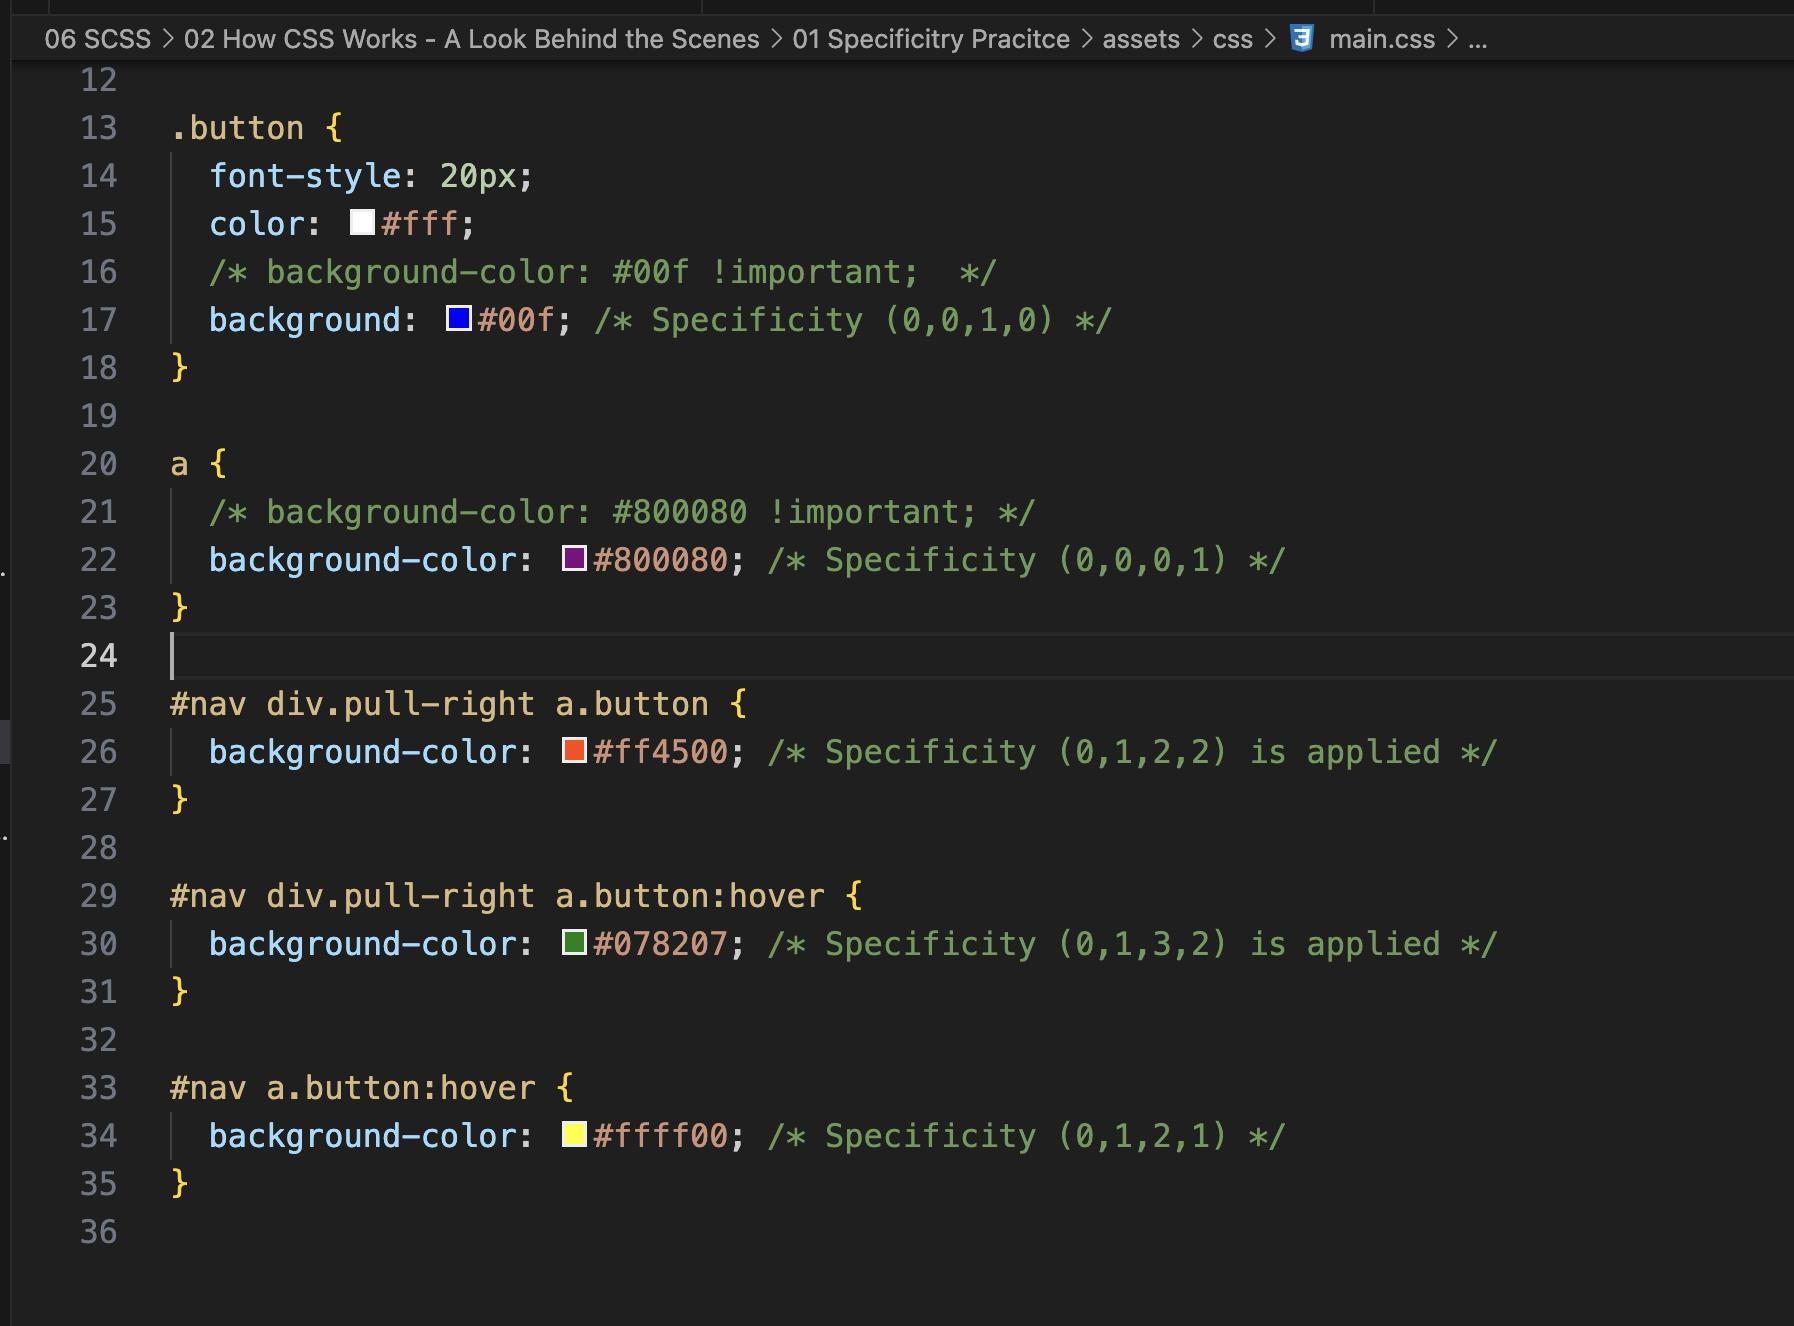 06 SCSS > 02 How CSS Works - A Look Behind the Scenes > 01 Specificitry Pracitce > assets > css > main.css > ...
12
13 .button {
14 font-style: 20px;
15 color: #fff;
16 /* background-color: #00f !important;  */
17 background: #00f; /* Specificity (0,0,1,0) */
18 }
19
20 a {
21 /* background-color: #800080 !important; */
22 background-color: #800080; /* Specificity (0,0,0,1) */
23 }
24
25 #nav div.pull-right a.button {
26 background-color: #ff4500; /* Specificity (0,1,2,2) is applied */
27 }
28
29 #nav div.pull-right a.button:hover {
30 background-color: #078207; /* Specificity (0,1,3,2) is applied */
31 }
32
33 #nav a.button:hover {
34 background-color: #ffff00; /* Specificity (0,1,2,1) */
35 }
36